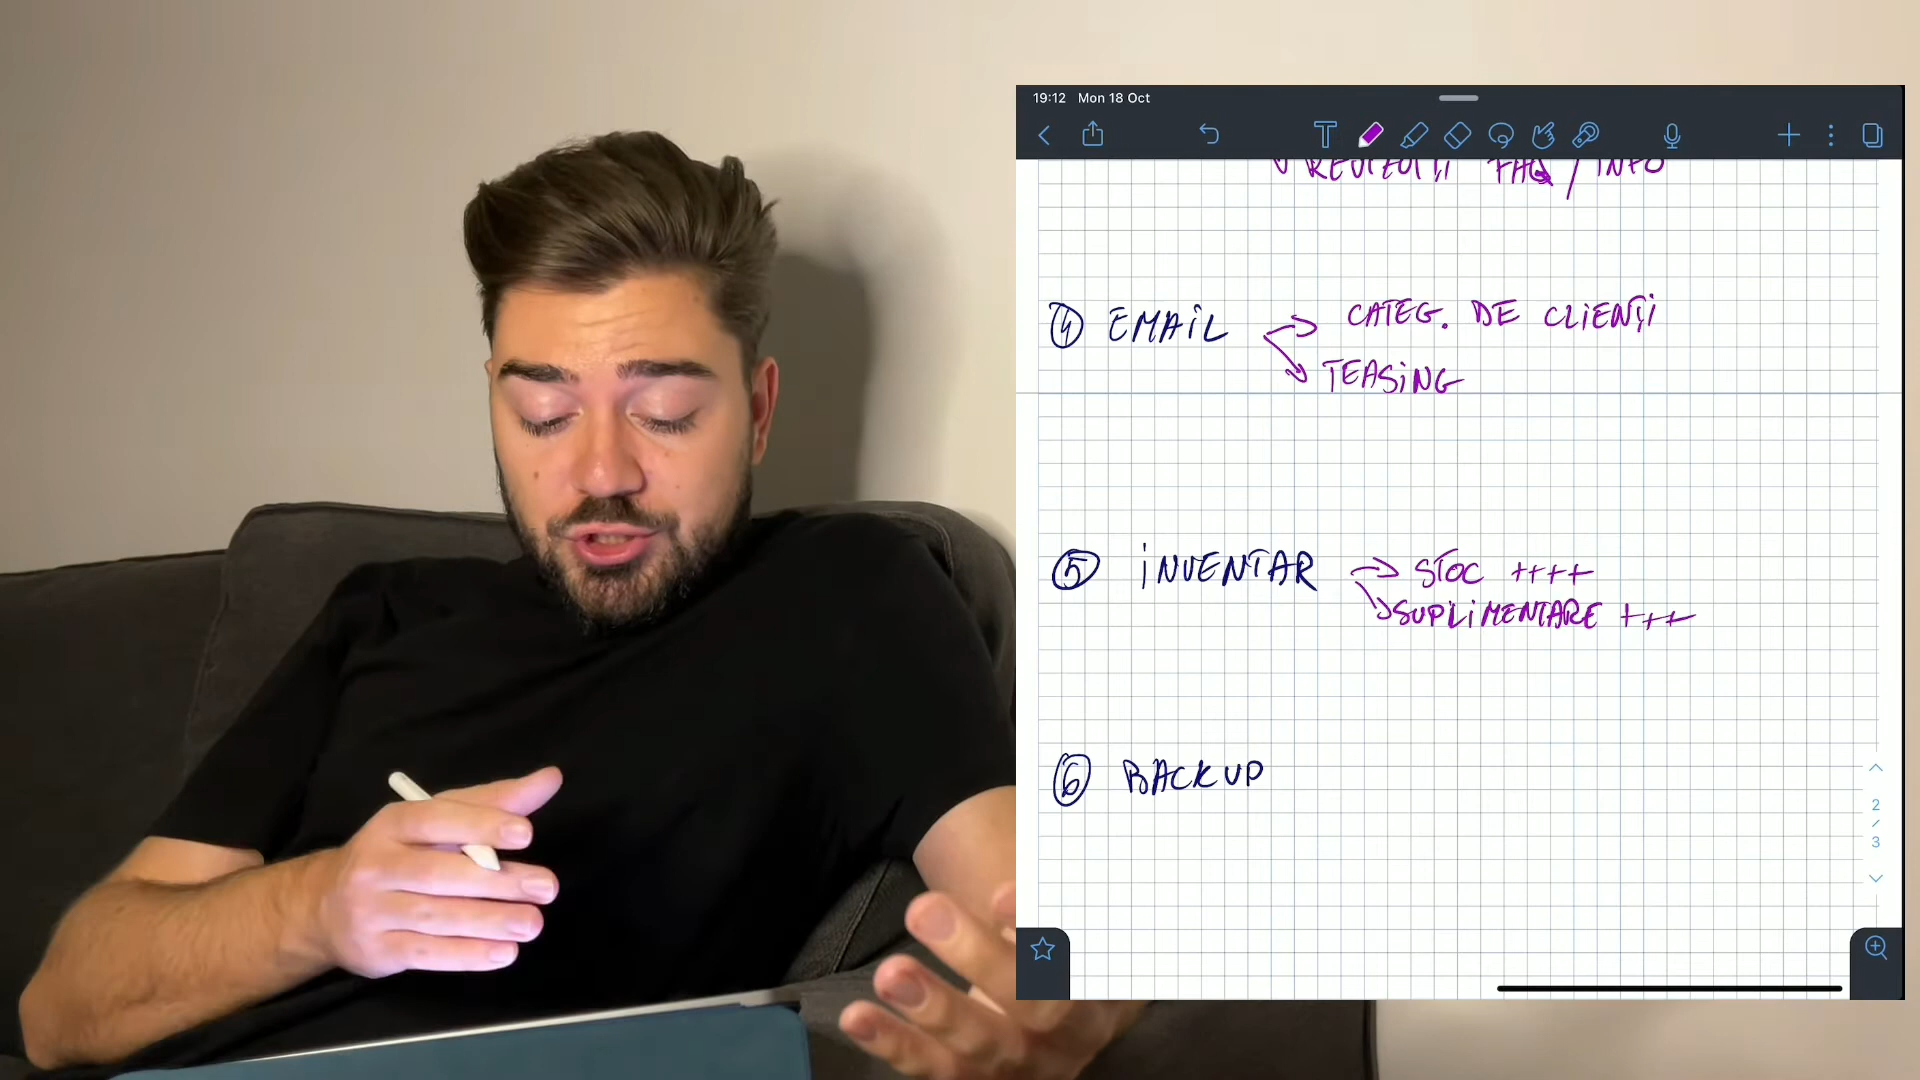 19:12 Mon 18 Oct
REVIZUIȚI FAQ / INFO
④ EMAIL → CATEG. DE CLIENȚI
→ TEASING
⑤ INVENTAR → STOC ++++
→ SUPLIMENTARE +++
⑥ BACKUP
2
/
3